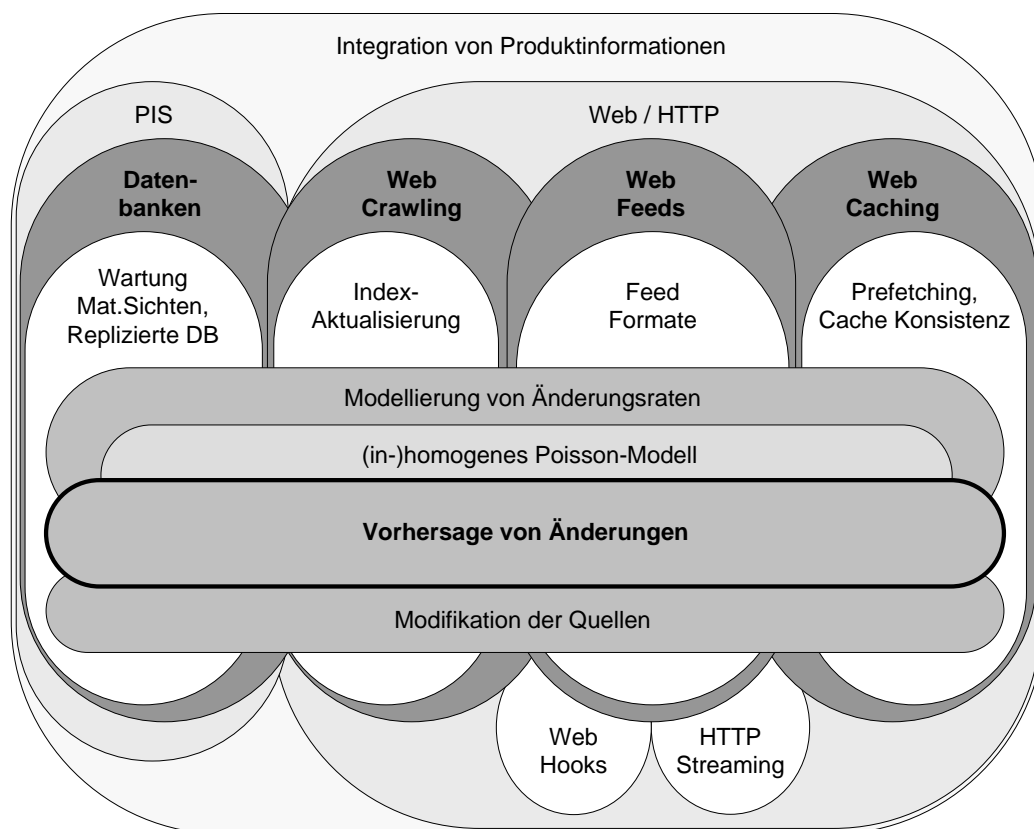 Integration von Produktinformationen
PIS
Web / HTTP
Daten-
banken
Web
Crawling
Web
Feeds
Web
Caching
Wartung
Mat.Sichten,
Replizierte DB
Index-
Aktualisierung
Feed
Formate
Prefetching,
Cache Konsistenz
Modellierung von Änderungsraten
(in-)homogenes Poisson-Modell
Vorhersage von Änderungen
Modifikation der Quellen
Web
Hooks
HTTP
Streaming